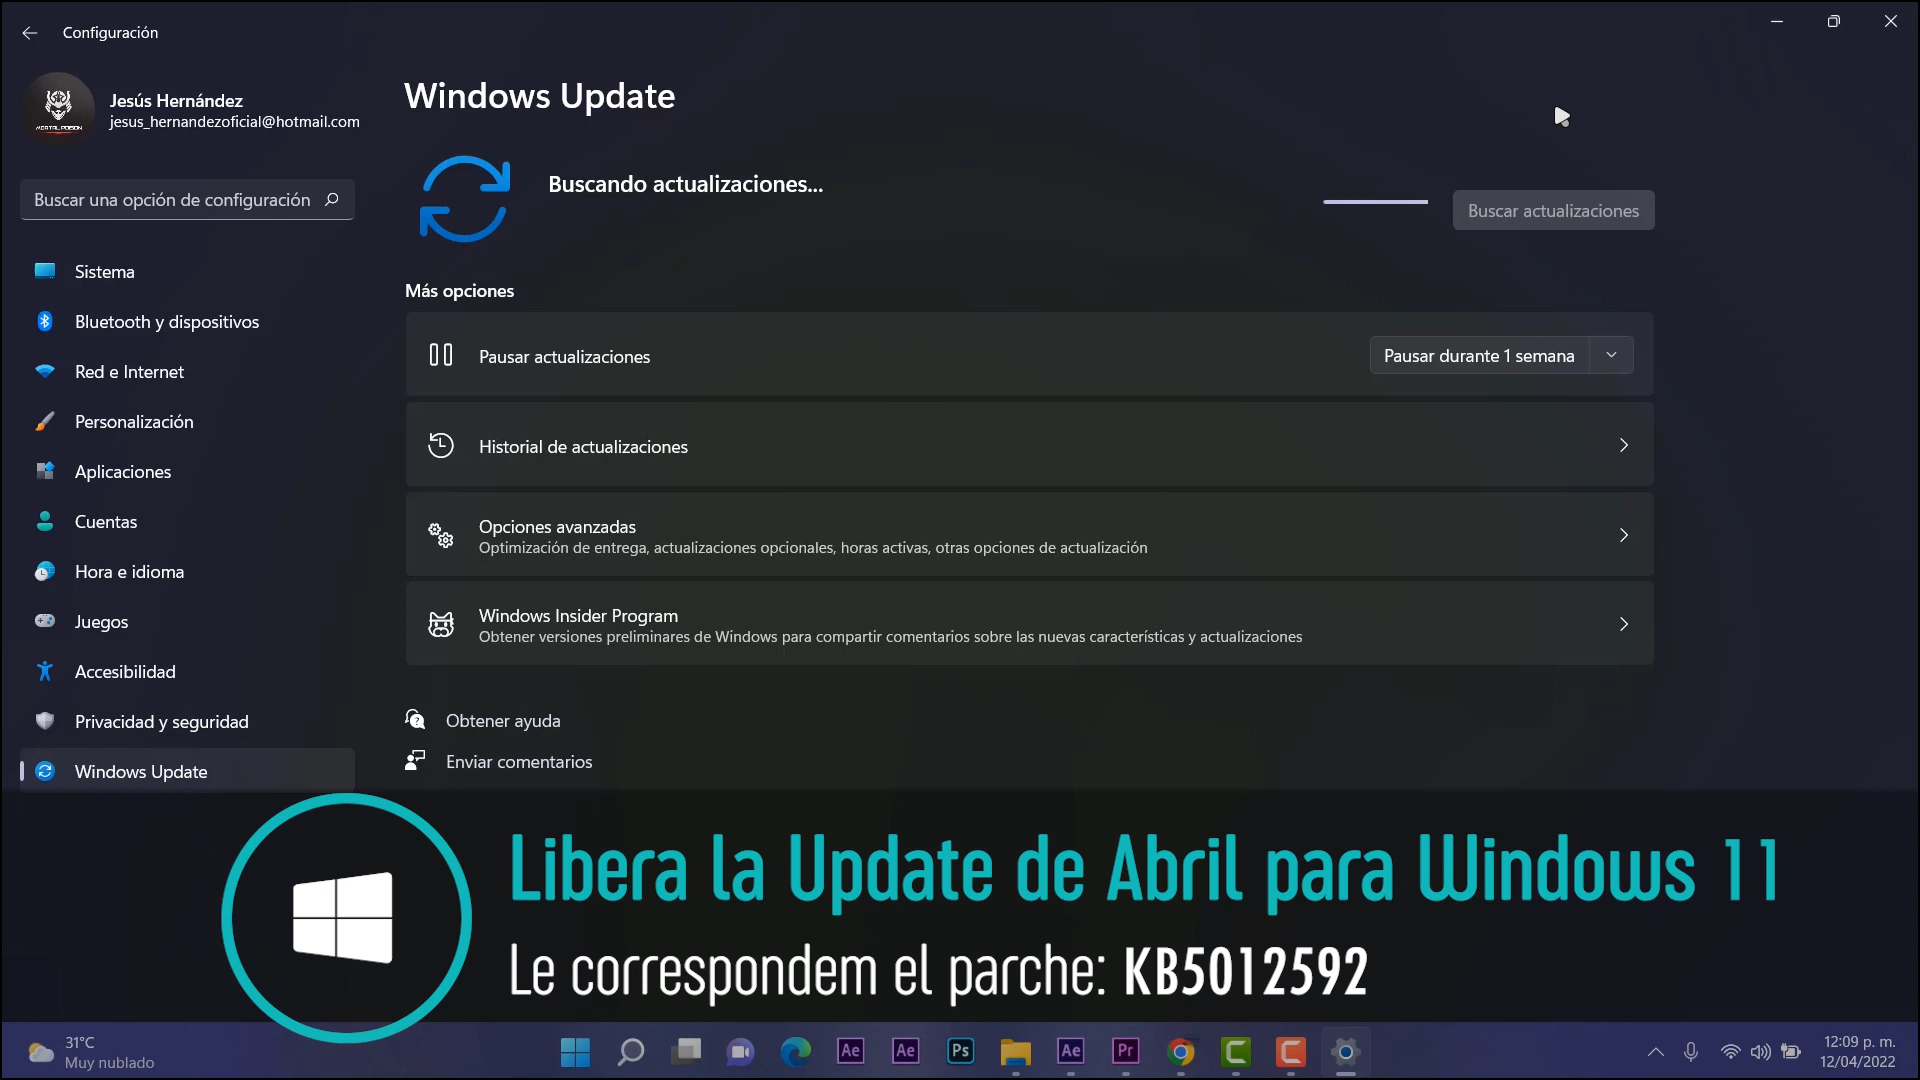 Configuración
Jesús Hernández
jesus_hernandezoficial@hotmail.com
Buscar una opción de configuración
Sistema
Bluetooth y dispositivos
Red e Internet
Personalización
Aplicaciones
Cuentas
Hora e idioma
Juegos
Accesibilidad
Privacidad y seguridad
Windows Update
Windows Update
Buscando actualizaciones...
Buscar actualizaciones
Más opciones
Pausar actualizaciones
Pausar durante 1 semana
Historial de actualizaciones
Opciones avanzadas
Optimización de entrega, actualizaciones opcionales, horas activas, otras opciones de actualización
Windows Insider Program
Obtener versiones preliminares de Windows para compartir comentarios sobre las nuevas características y actualizaciones
Obtener ayuda
Enviar comentarios
Libera la Update de Abril para Windows 11
Le correspondem el parche: KB5012592
31°C
Muy nublado
Ae
Ae
Ps
Ae
Pr
12:09 p. m.
12/04/2022